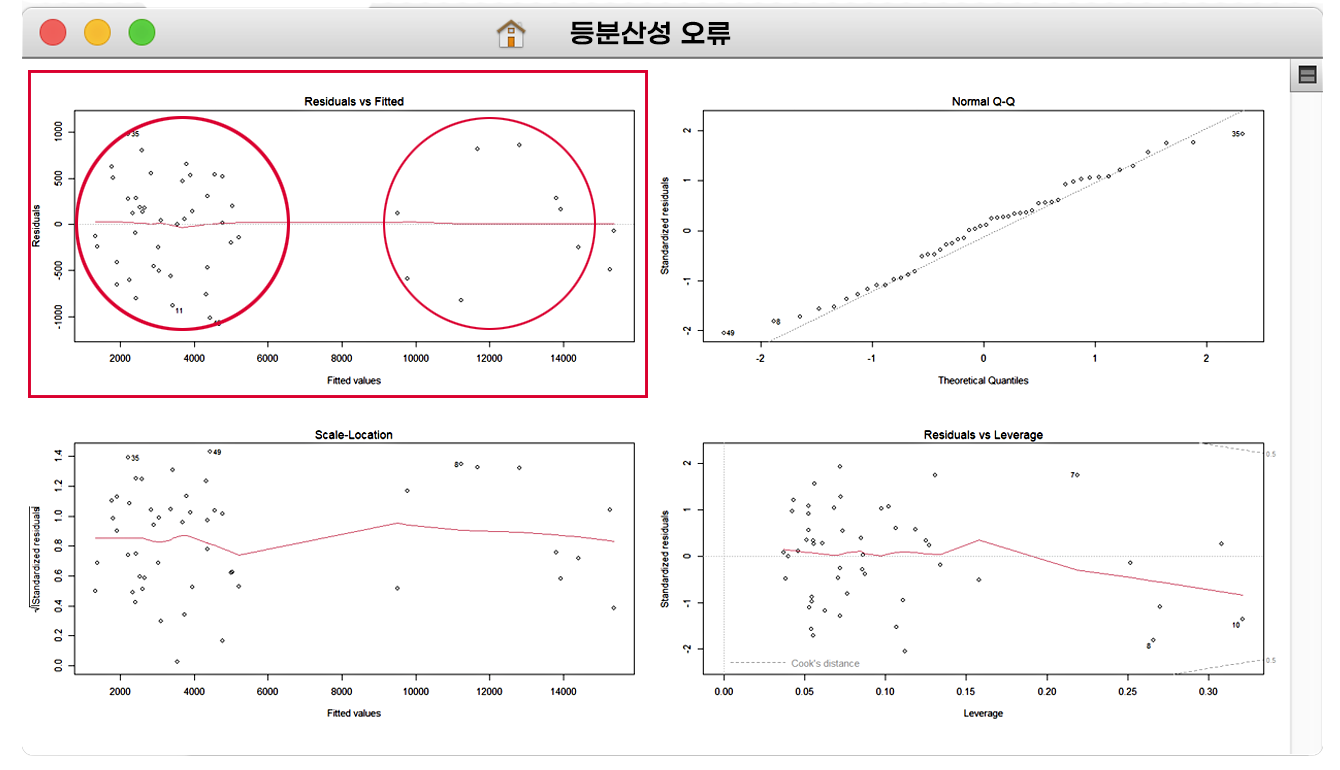 등분산성 오류
Residuals vs Fitted
Residuals
1000
500
0
-500
-1000
35
11
2000 4000 6000 8000 10000 12000 14000
Fitted values
Normal Q-Q
Standardized residuals
2
1
0
-1
-2
35
8
49
-2 -1 0 1 2
Theoretical Quantiles
Scale-Location
√|Standardized residuals|
1.4
1.2
1.0
0.8
0.6
0.4
0.2
0.0
35
49
8
2000 4000 6000 8000 10000 12000 14000
Fitted values
Residuals vs Leverage
Standardized residuals
2
1
0
-1
-2
7
10
8
0.5
0.5
Cook's distance
0.00 0.05 0.10 0.15 0.20 0.25 0.30
Leverage